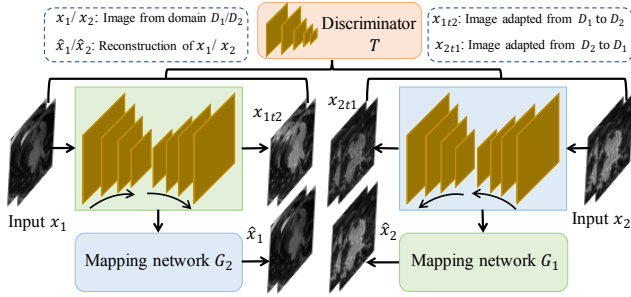 x₁/ x₂: Image from domain D₁/D₂
x̂₁/x̂₂: Reconstruction of x₁/ x₂
Discriminator
T
x₁ₜ₂: Image adapted from D₁ to D₂
x₂ₜ₁: Image adapted from D₂ to D₁
x₁ₜ₂
x₂ₜ₁
Input x₁
Input x₂
x̂₁
x̂₂
Mapping network G₂
Mapping network G₁